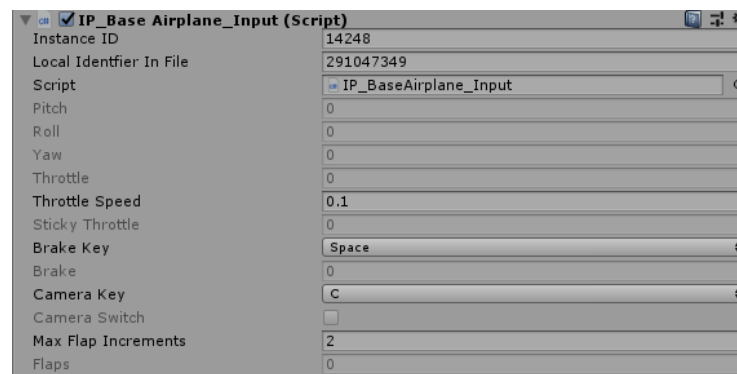 IP_Base Airplane_Input (Script)
Instance ID 14248
Local Identfier In File 291047349
Script IP_BaseAirplane_Input
Pitch 0
Roll 0
Yaw 0
Throttle 0
Throttle Speed 0.1
Sticky Throttle 0
Brake Key Space
Brake 0
Camera Key C
Camera Switch
Max Flap Increments 2
Flaps 0